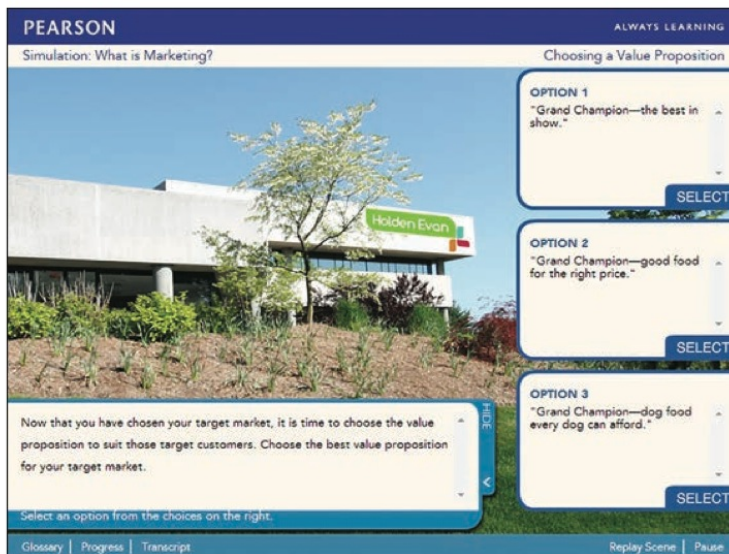 PEARSON
ALWAYS LEARNING
Simulation: What is Marketing?
Choosing a Value Proposition
Holden Evan
OPTION 1
"Grand Champion—the best in
show."
SELECT
OPTION 2
"Grand Champion—good food
for the right price."
SELECT
OPTION 3
"Grand Champion—dog food
every dog can afford."
SELECT
Now that you have chosen your target market, it is time to choose the value
proposition to suit those target customers. Choose the best value proposition
for your target market.
HIDE
Select an option from the choices on the right.
Glossary | Progress | Transcript
Replay Scene | Pause